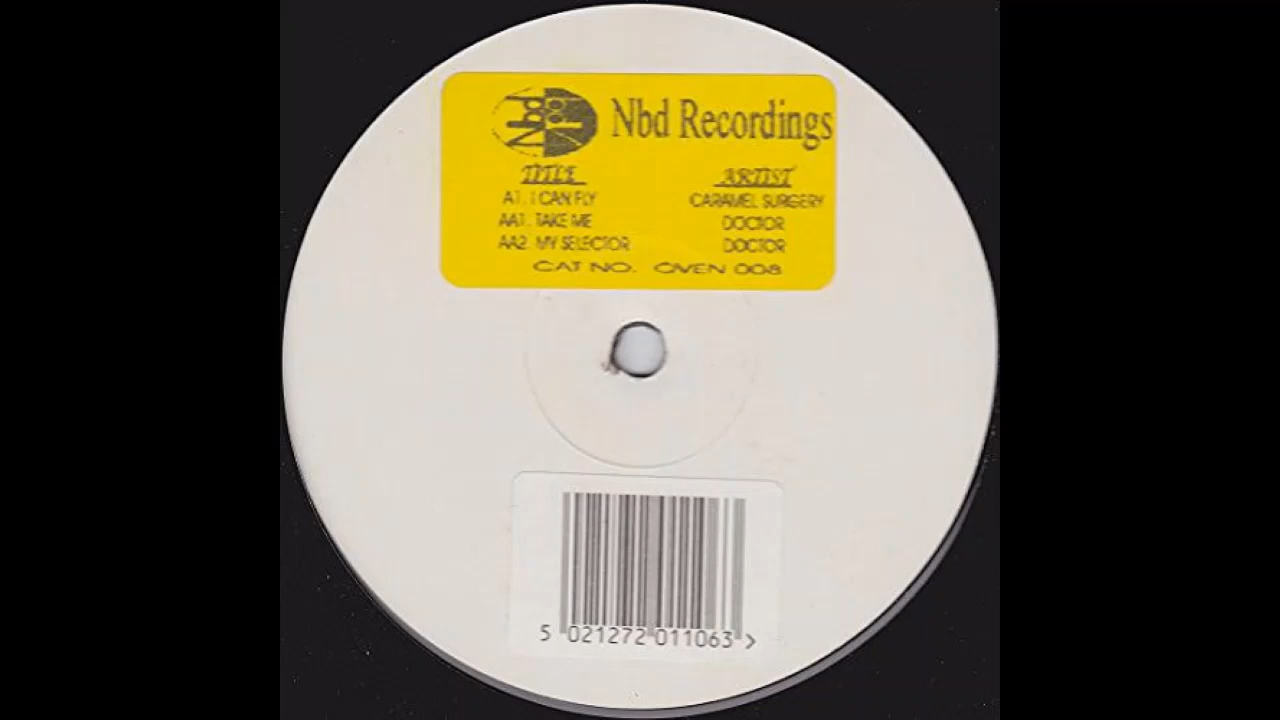 Nbd
Nbd Recordings
TITLE ARTIST
A1. I CAN FLY CARAMEL SURGERY
AA1. TAKE ME DOCTOR
AA2. MY SELECTOR DOCTOR
CAT NO. OVEN 008
5 021272 011063 >